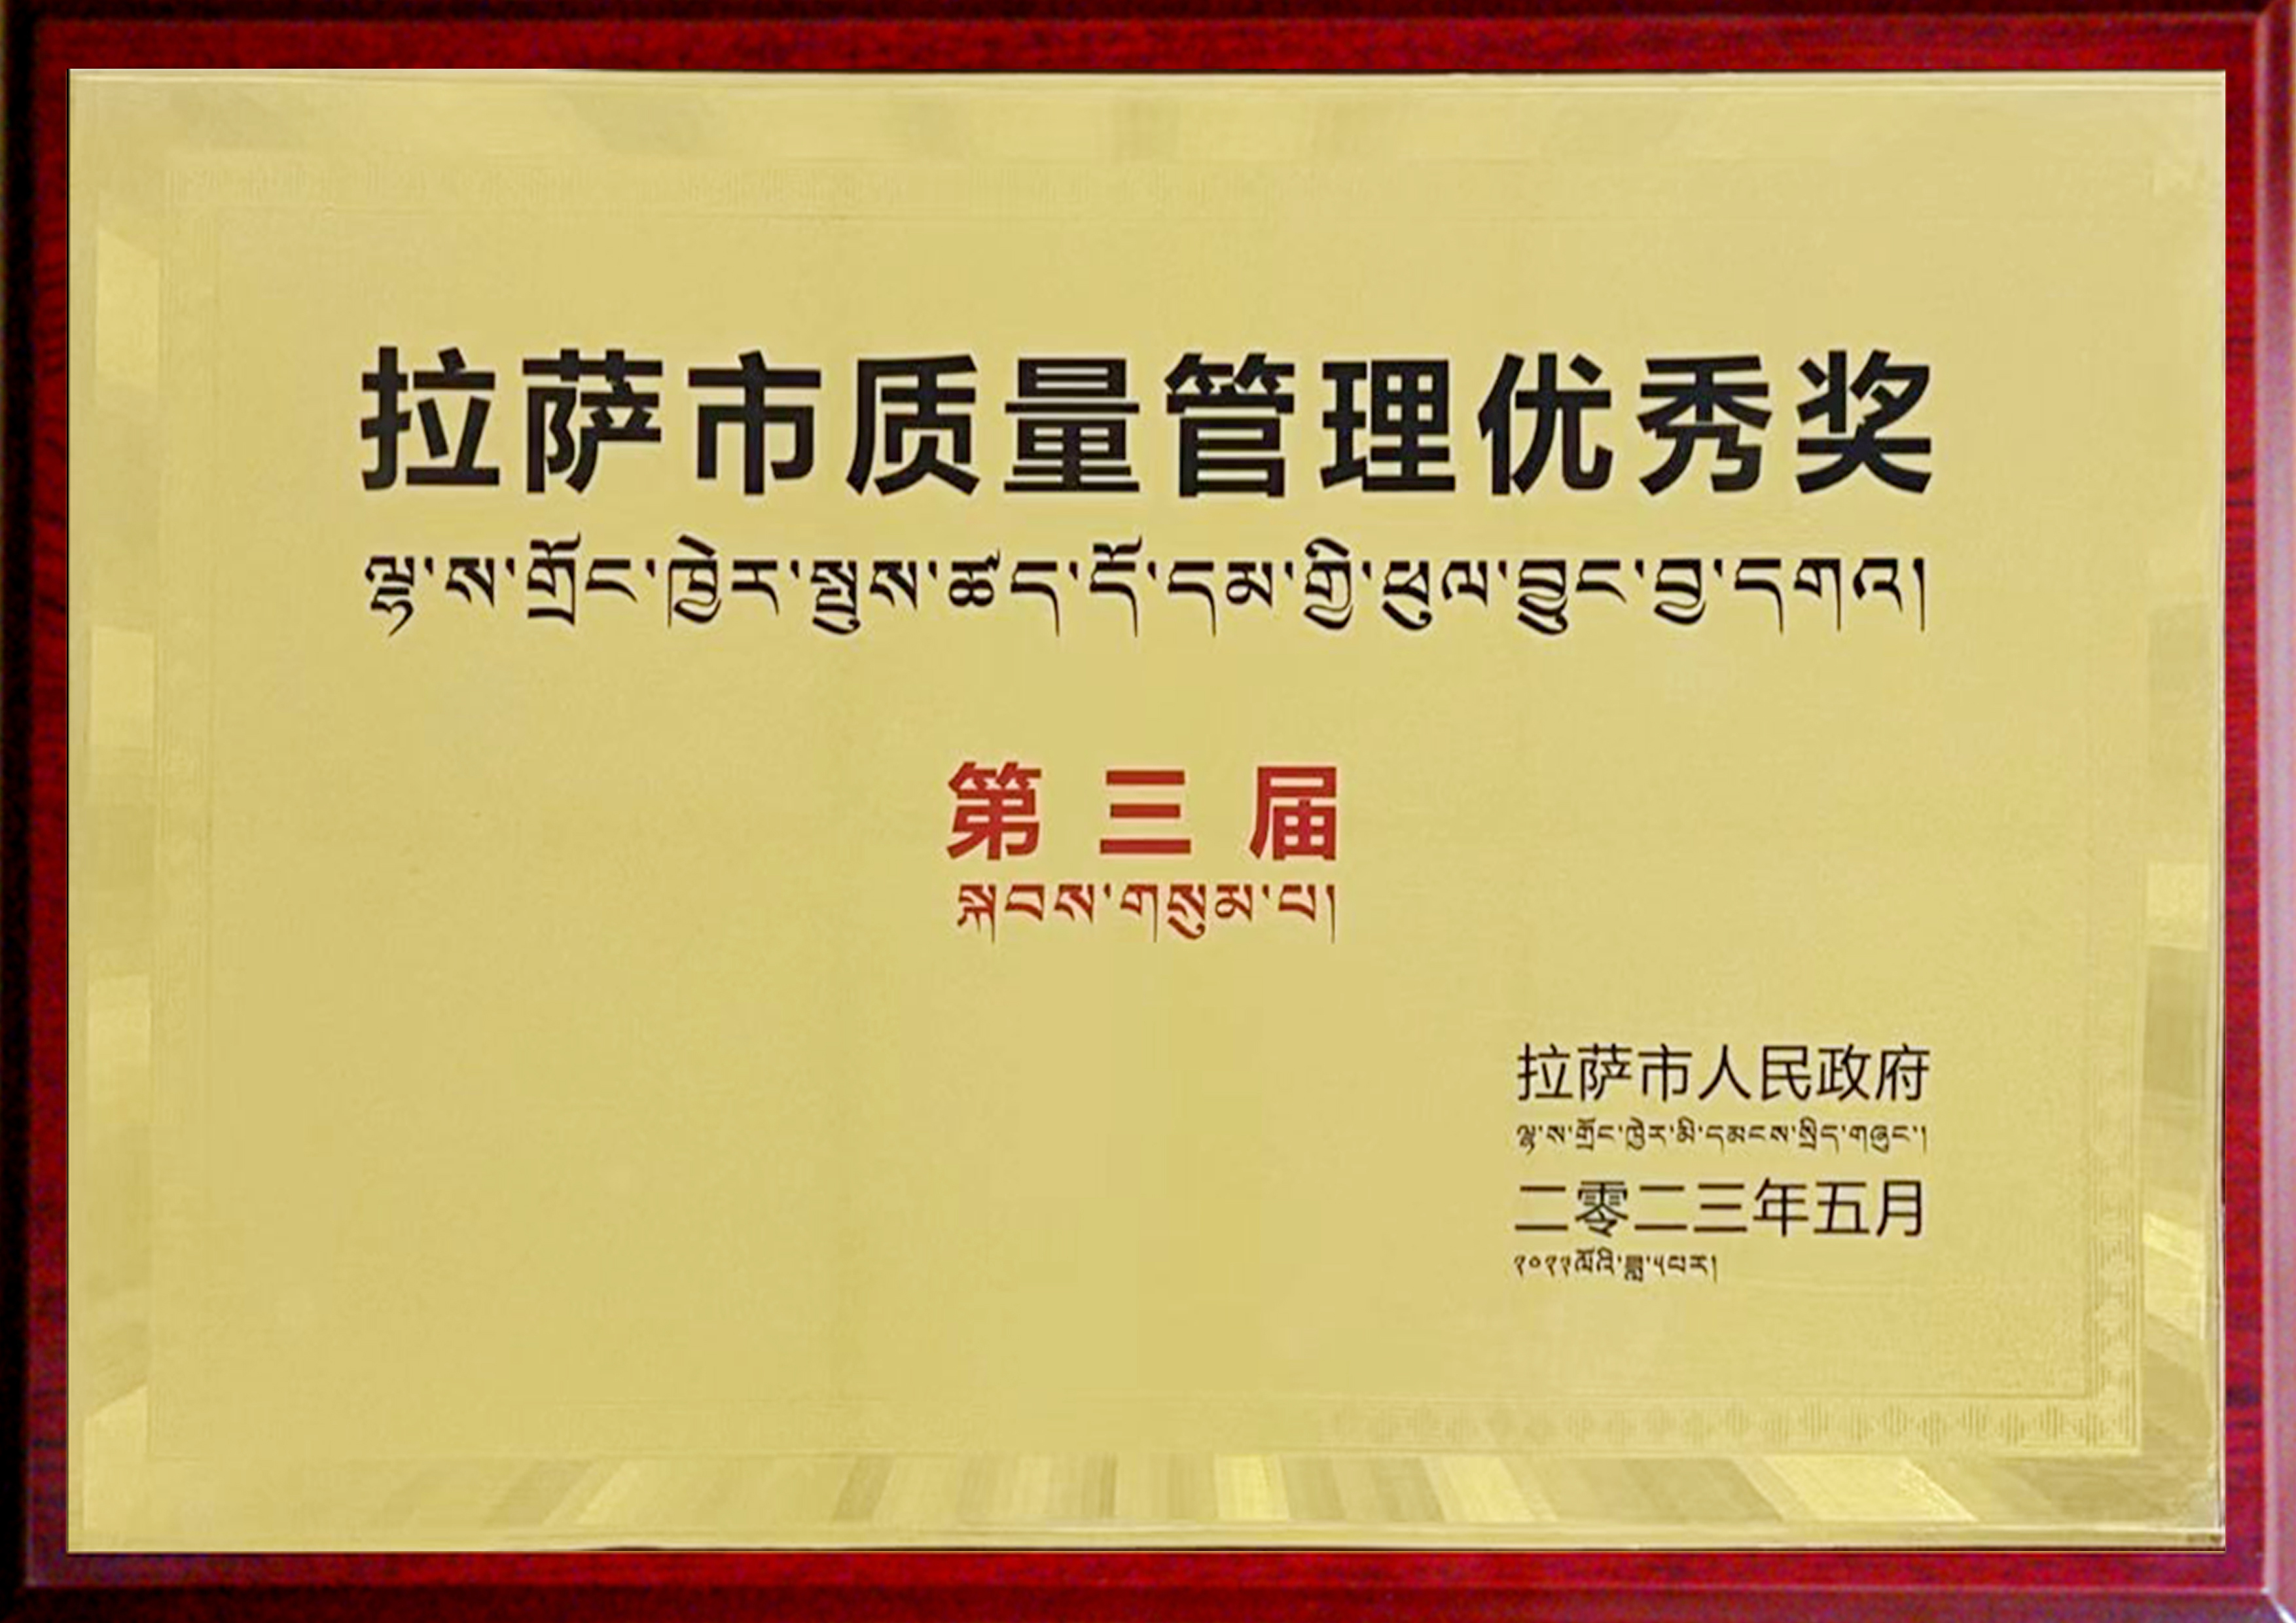 拉萨市质量管理优秀奖
ལྷ་ས་གྲོང་ཁྱེར་སྤུས་ཚད་དོ་དམ་གྱི་ཕུལ་བྱུང་བྱ་དགའ།
第三届
སྐབས་གསུམ་པ།
拉萨市人民政府
ལྷ་ས་གྲོང་ཁྱེར་མི་དམངས་སྲིད་གཞུང་།
二零二三年五月
༢༠༢༢ལོའི་ཟླ་༥པར།